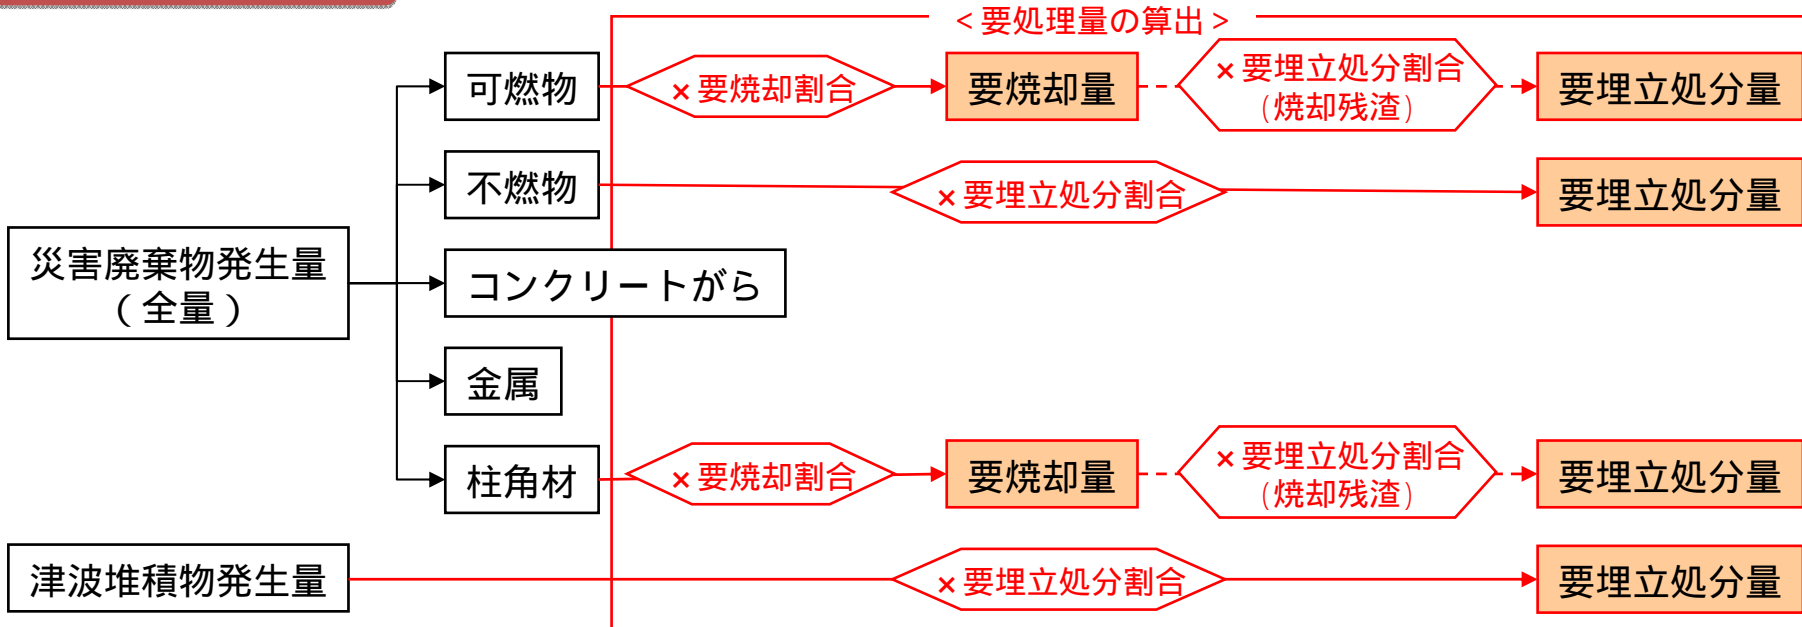 ＜要処理量の算出＞
可燃物
×要焼却割合
要焼却量
×要埋立処分割合
(焼却残渣)
要埋立処分量
不燃物
×要埋立処分割合
要埋立処分量
災害廃棄物発生量
(全量)
コンクリートがら
金属
柱角材
×要焼却割合
要焼却量
×要埋立処分割合
(焼却残渣)
要埋立処分量
津波堆積物発生量
×要埋立処分割合
要埋立処分量